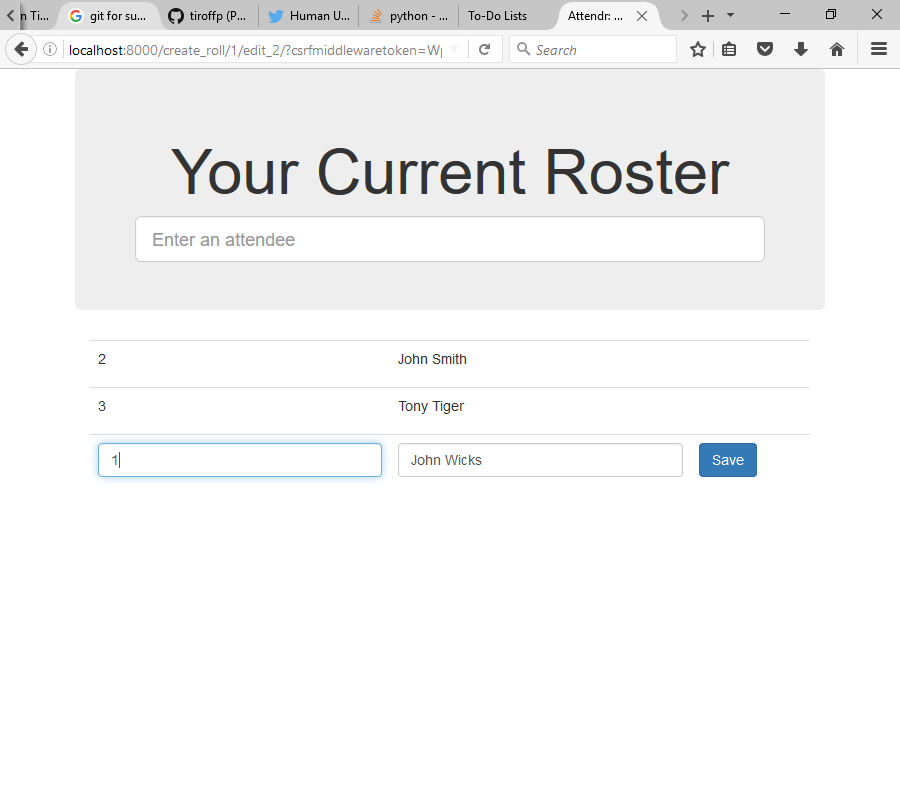 n Ti...
git for su...
tiroffp (P...
Human U...
python - ...
To-Do Lists
Attendr: ...
localhost:8000/create_roll/1/edit_2/?csrfmiddlewaretoken=Wp
Search
Your Current Roster
Enter an attendee
2 John Smith
3 Tony Tiger
1 John Wicks Save